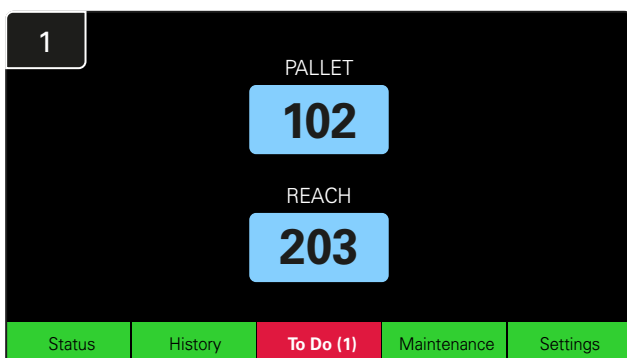 1
PALLET
102
REACH
203
Status History To Do (1) Maintenance Settings